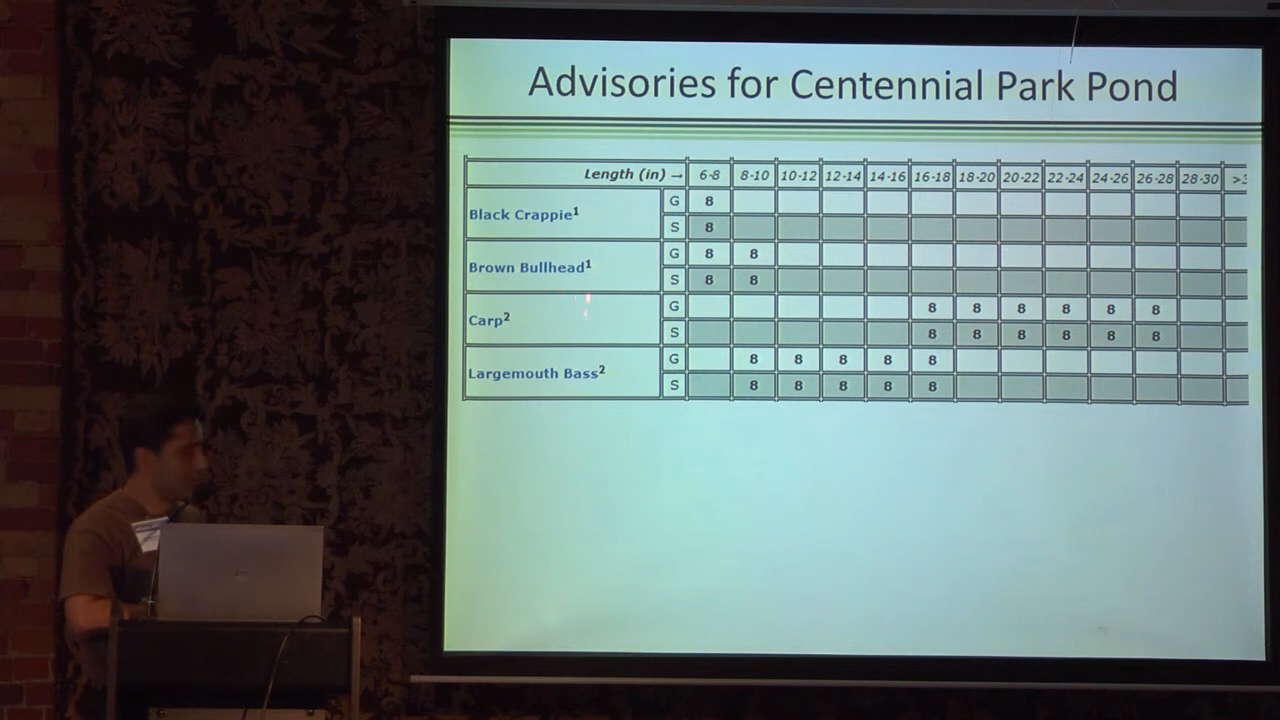 Advisories for Centennial Park Pond
Length (in) → 6-8 8-10 10-12 12-14 14-16 16-18 18-20 20-22 22-24 24-26 26-28 28-30
Black Crappie1 G 8
S 8
Brown Bullhead1 G 8 8
S 8 8
Carp2 G 8 8 8 8 8 8
S 8 8 8 8 8 8
Largemouth Bass2 G 8 8 8 8 8
S 8 8 8 8 8